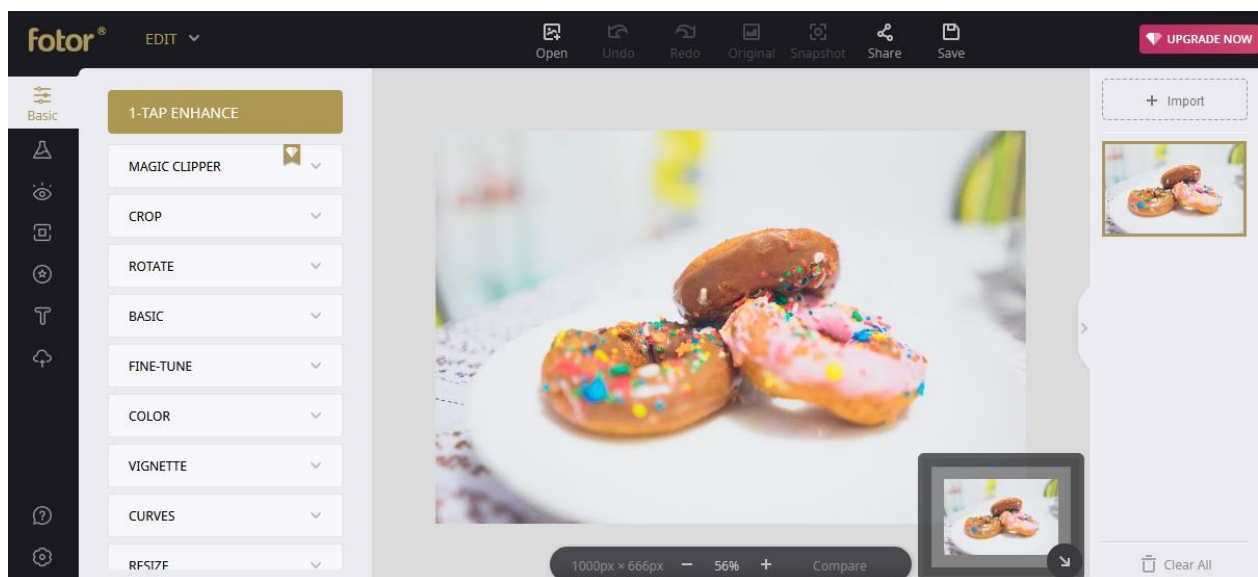 fotor®
EDIT
Open
Undo
Redo
Original
Snapshot
Share
Save
UPGRADE NOW
Basic
1-TAP ENHANCE
MAGIC CLIPPER
CROP
ROTATE
BASIC
FINE-TUNE
COLOR
VIGNETTE
CURVES
RESIZE
1000px × 666px
56%
Compare
+ Import
Clear All